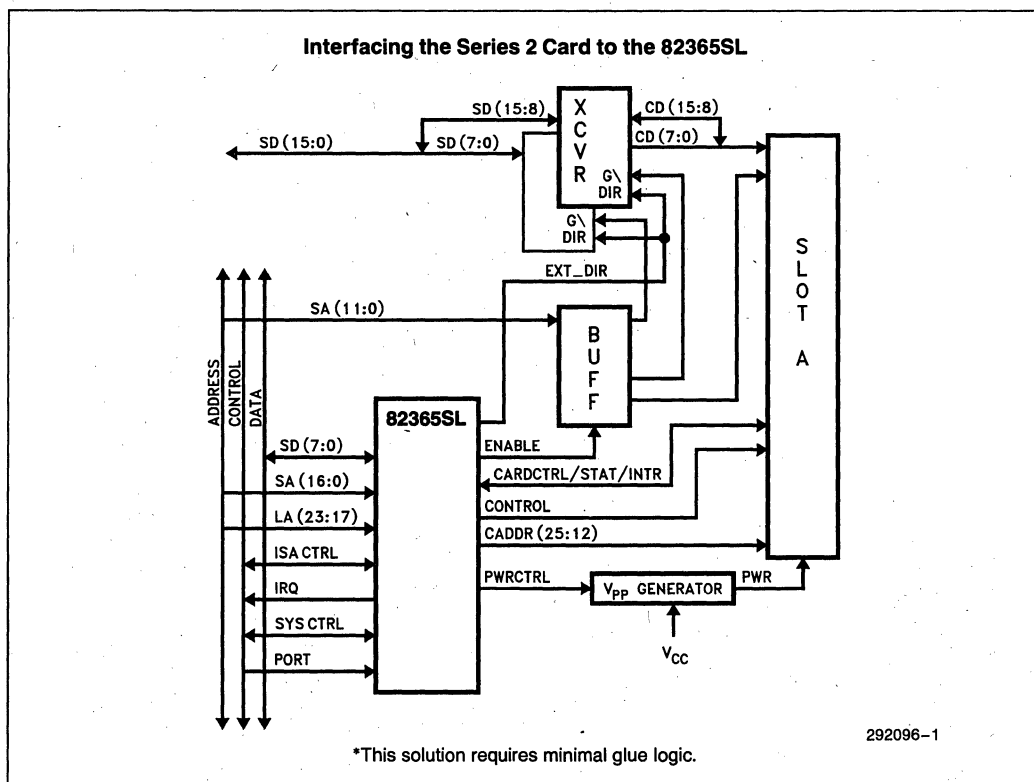 Interfacing the Series 2 Card to the 82365SL
SD (15:8)
CD (15:8)
SD (15:0)
SD (7:0)
CD (7:0)
X
C
V
R
G\
DIR
G\
DIR
EXT_DIR
SA (11:0)
B
U
F
F
S
L
O
T
A
ADDRESS
CONTROL
DATA
82365SL
SD (7:0)
ENABLE
CARDCTRL/STAT/INTR
SA (16:0)
CONTROL
LA (23:17)
CADDR (25:12)
ISA CTRL
PWRCTRL
VPP GENERATOR
PWR
IRQ
SYS CTRL
VCC
PORT
292096-1
*This solution requires minimal glue logic.